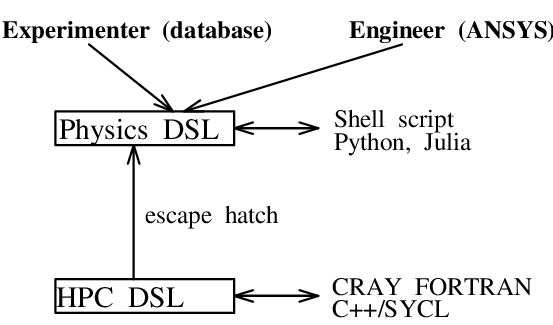 Experimenter (database)
Engineer (ANSYS)
Physics DSL
Shell script
Python, Julia
escape hatch
HPC DSL
CRAY FORTRAN
C++/SYCL